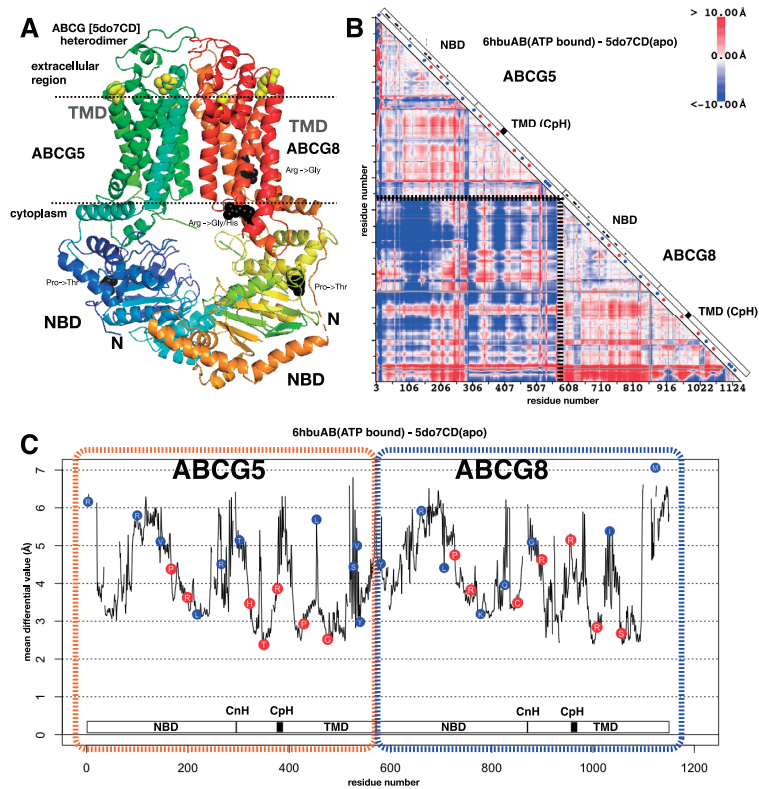 A
ABCG [5do7CD]
heterodimer
extracellular
region
TMD
TMD
ABCG5
ABCG8
Arg ->Gly
cytoplasm
Arg ->Gly/His
Pro->Thr
Pro->Thr
NBD
N
N
NBD
B
6hbuAB(ATP bound) - 5do7CD(apo)
> 10.00Å
0.00Å
<-10.00Å
NBD
ABCG5
TMD (CpH)
NBD
ABCG8
TMD (CpH)
residue number
3 106 206 306 407 507 608 710 810 916 1022 1124
residue number
C
6hbuAB(ATP bound) - 5do7CD(apo)
ABCG5
ABCG8
7
6
5
4
3
2
1
0
mean differential value (Å)
R R V P R L R T H T R P L G S V Y
Y R L P R K Q C G R R I R S M
CnH CpH
NBD TMD
CnH CpH
NBD TMD
0 200 400 600 800 1000 1200
residue number